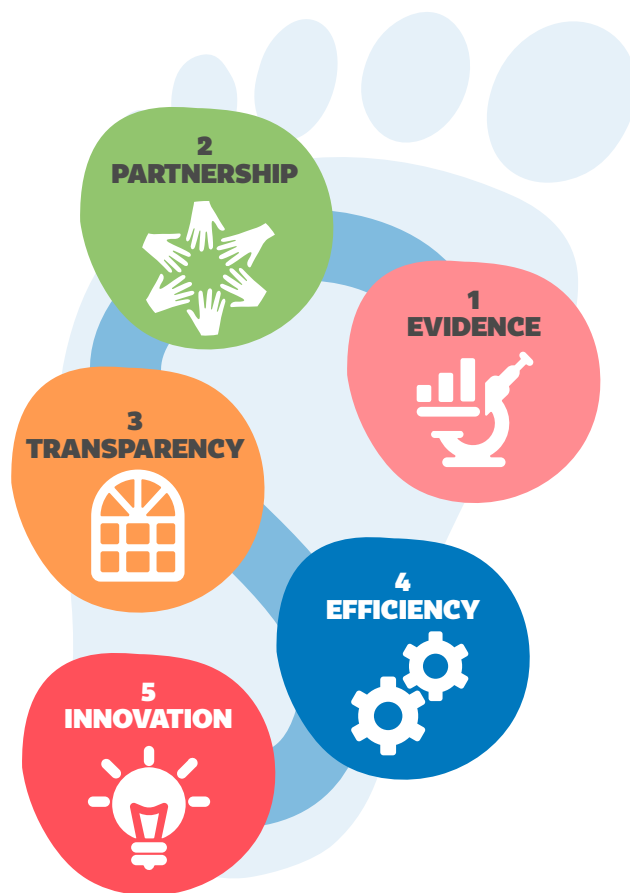 2
PARTNERSHIP
1
EVIDENCE
3
TRANSPARENCY
4
EFFICIENCY
5
INNOVATION